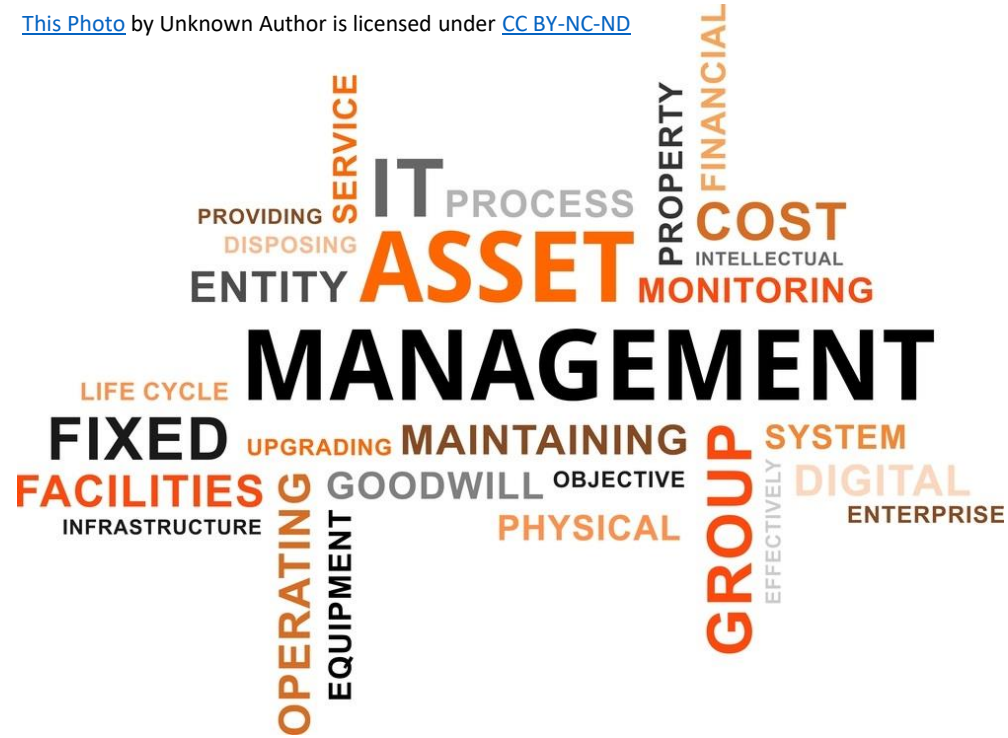 This Photo by Unknown Author is licensed under CC BY-NC-ND
FINANCIAL
SERVICE
PROPERTY
IT
PROCESS
PROVIDING
COST
DISPOSING
INTELLECTUAL
ENTITY
ASSET
MONITORING
MANAGEMENT
LIFE CYCLE
FIXED
UPGRADING
MAINTAINING
GROUP
SYSTEM
FACILITIES
OPERATING
GOODWILL
OBJECTIVE
EFFECTIVELY
DIGITAL
INFRASTRUCTURE
EQUIPMENT
PHYSICAL
ENTERPRISE